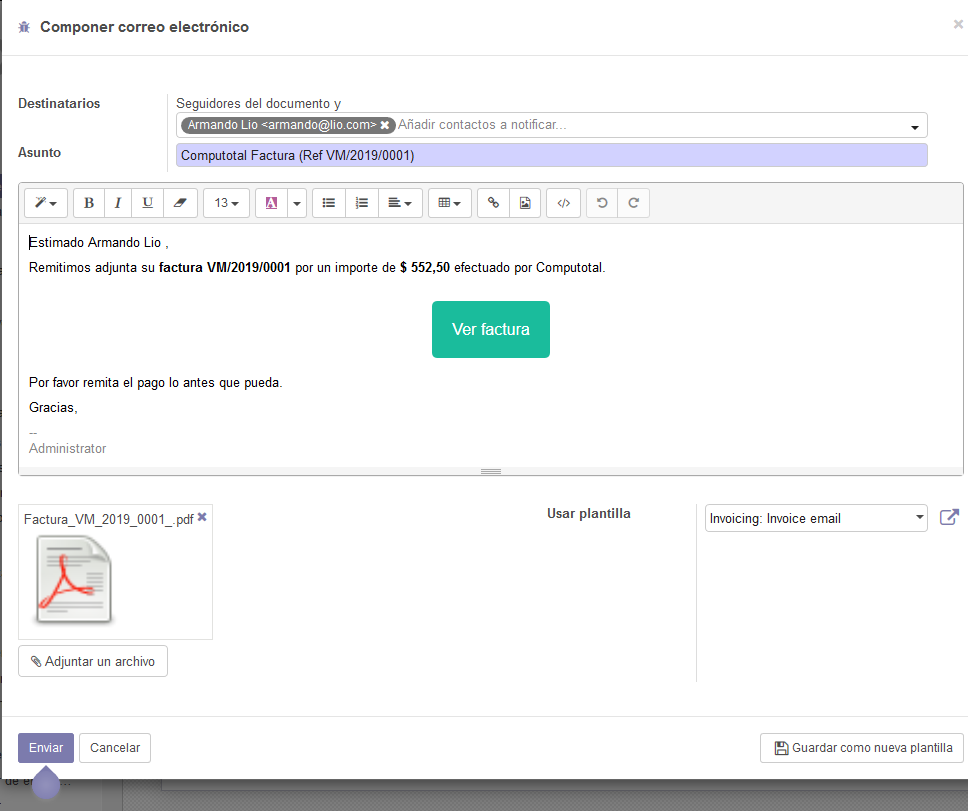 Componer correo electrónico
×
Destinatarios
Seguidores del documento y
Armando Lio <armando@lio.com> ✖ Añadir contactos a notificar...
Asunto
Computotal Factura (Ref VM/2019/0001)
B I U 13 A </>
Estimado Armando Lio ,
Remitimos adjunta su factura VM/2019/0001 por un importe de $ 552,50 efectuado por Computotal.
Ver factura
Por favor remita el pago lo antes que pueda.
Gracias,
--
Administrator
Factura_VM_2019_0001_.pdf ✖
Usar plantilla
Invoicing: Invoice email
Adjuntar un archivo
Enviar
Cancelar
Guardar como nueva plantilla